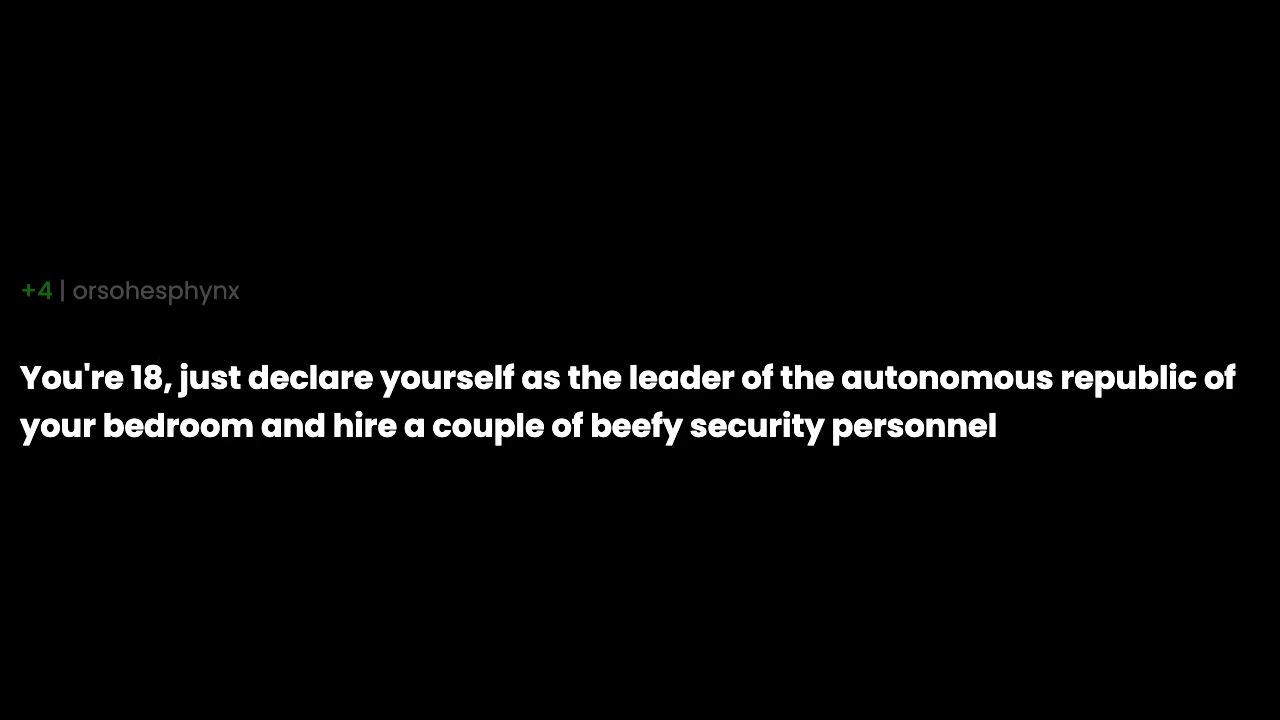 +4 | orsohesphynx
You're 18, just declare yourself as the leader of the autonomous republic of
your bedroom and hire a couple of beefy security personnel